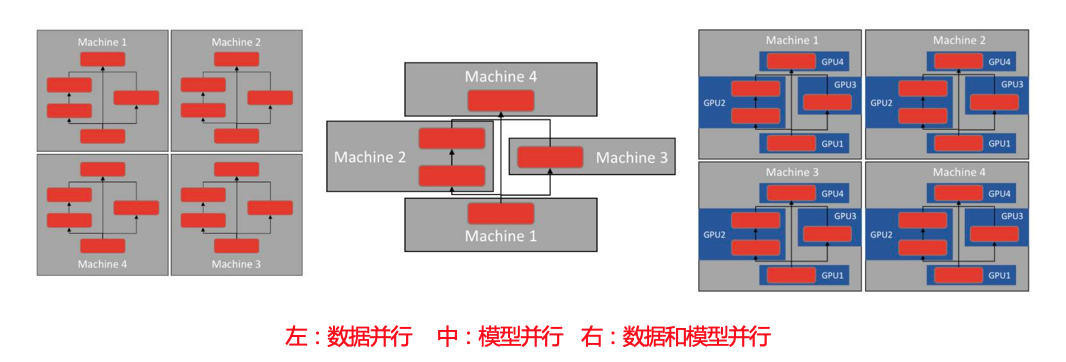 Machine 1
Machine 2
Machine 4
Machine 3
Machine 4
Machine 2
Machine 3
Machine 1
Machine 1
GPU4
GPU2
GPU3
GPU1
Machine 2
GPU4
GPU2
GPU3
GPU1
Machine 3
GPU4
GPU2
GPU3
GPU1
Machine 4
GPU4
GPU2
GPU3
GPU1
左：数据并行 中：模型并行 右：数据和模型并行